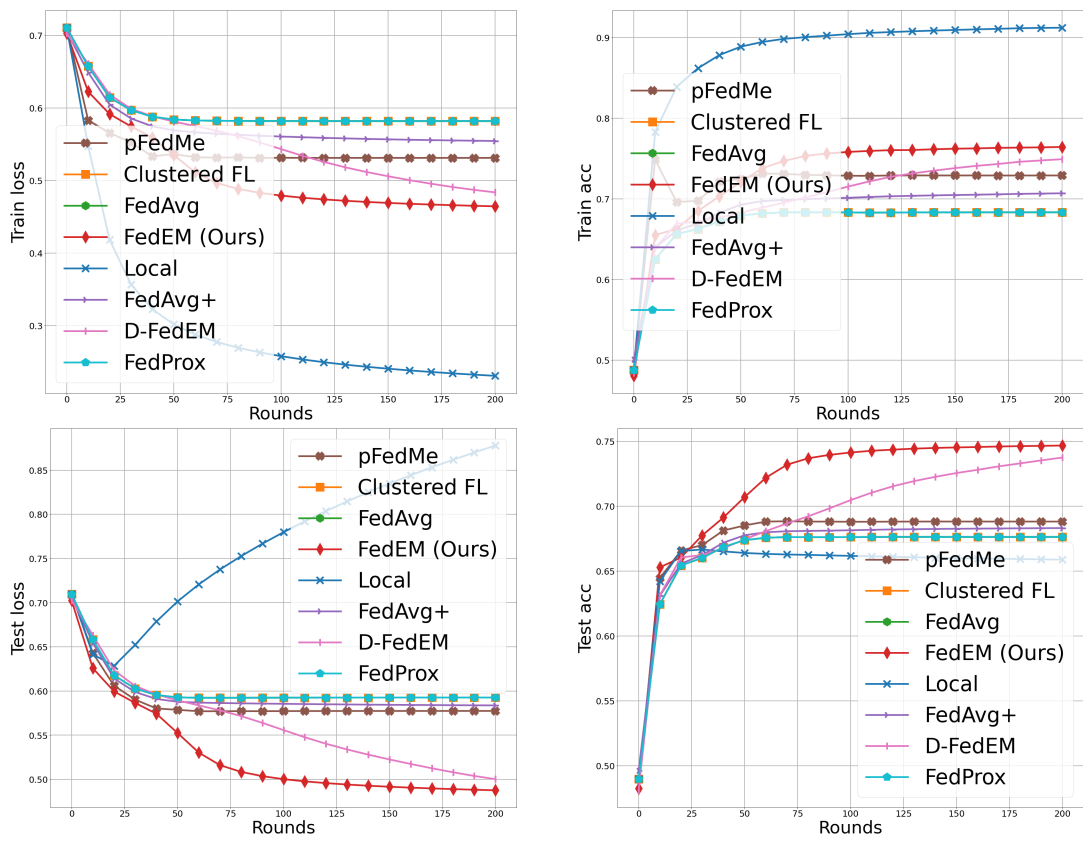 0.7
0.6
0.5
0.4
0.3
Train loss
pFedMe
Clustered FL
FedAvg
FedEM (Ours)
Local
FedAvg+
D-FedEM
FedProx
0 25 50 75 100 125 150 175 200
Rounds
0.9
0.8
0.7
0.6
0.5
Train acc
pFedMe
Clustered FL
FedAvg
FedEM (Ours)
Local
FedAvg+
D-FedEM
FedProx
0 25 50 75 100 125 150 175 200
Rounds
0.85
0.80
0.75
0.70
0.65
0.60
0.55
0.50
Test loss
pFedMe
Clustered FL
FedAvg
FedEM (Ours)
Local
FedAvg+
D-FedEM
FedProx
0 25 50 75 100 125 150 175 200
Rounds
0.75
0.70
0.65
0.60
0.55
0.50
Test acc
pFedMe
Clustered FL
FedAvg
FedEM (Ours)
Local
FedAvg+
D-FedEM
FedProx
0 25 50 75 100 125 150 175 200
Rounds